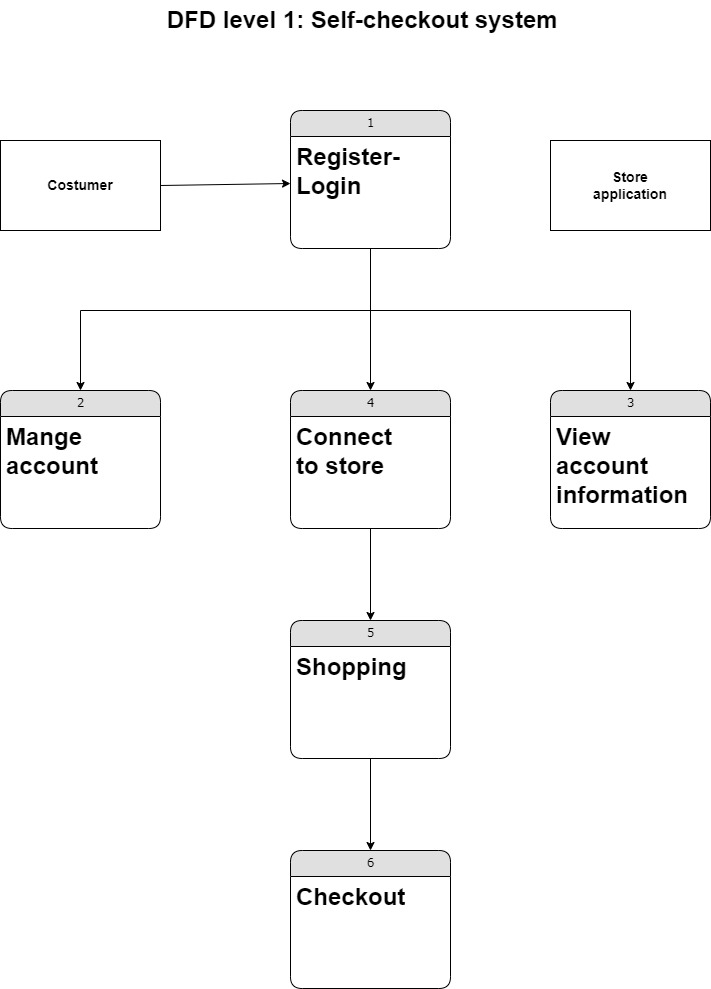 DFD level 1: Self-checkout system
1
Register-
Login
Costumer
Store
application
2
Mange
account
4
Connect
to store
3
View
account
information
5
Shopping
6
Checkout